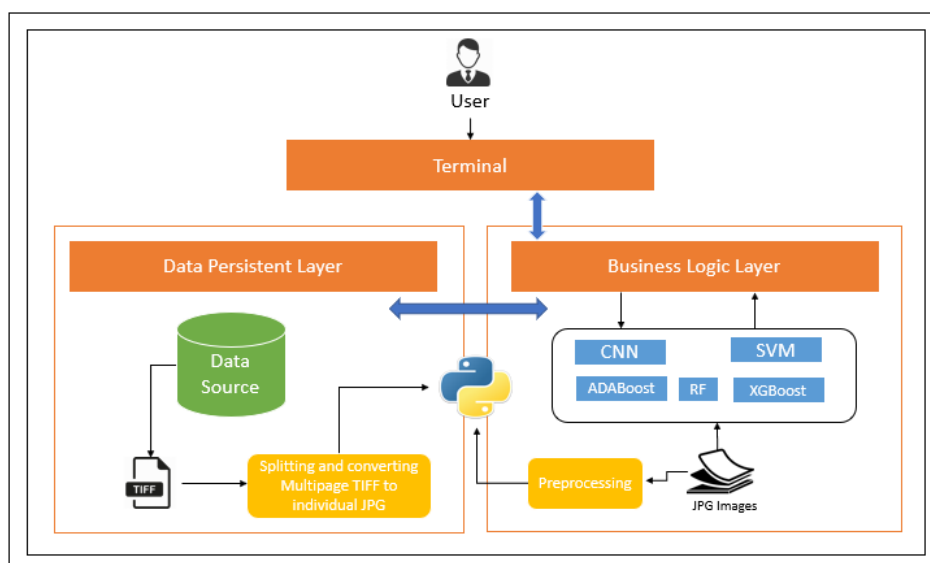 User
Terminal
Data Persistent Layer
Business Logic Layer
Data
Source
CNN
SVM
ADABoost
RF
XGBoost
TIFF
Splitting and converting
Multipage TIFF to
individual JPG
Preprocessing
JPG Images